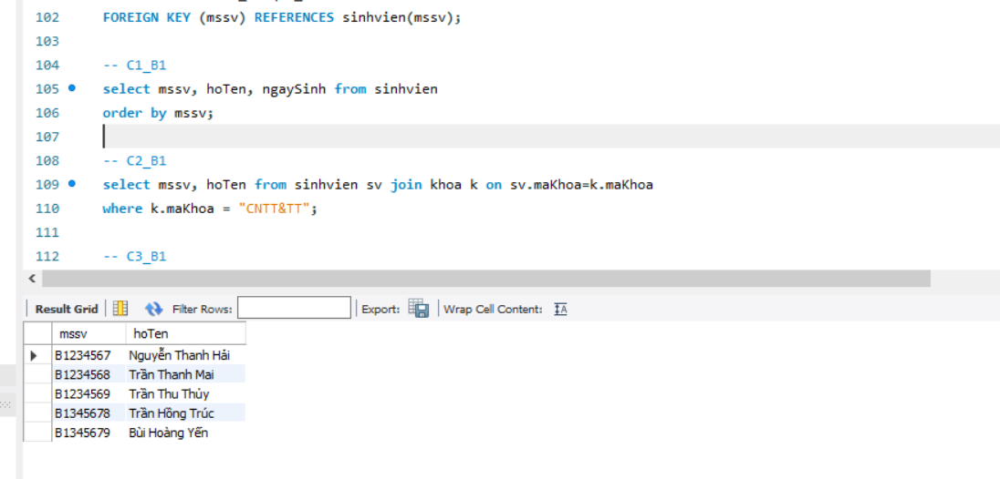 102 FOREIGN KEY (mssv) REFERENCES sinhvien(mssv);
103
104 -- C1_B1
105 select mssv, hoTen, ngaySinh from sinhvien
106 order by mssv;
107
108 -- C2_B1
109 select mssv, hoTen from sinhvien sv join khoa k on sv.maKhoa=k.maKhoa
110 where k.maKhoa = "CNTT&TT";
111
112 -- C3_B1
Result Grid Filter Rows: Export: Wrap Cell Content: IA
mssv hoTen
B1234567 Nguyễn Thanh Hải
B1234568 Trần Thanh Mai
B1234569 Trần Thu Thủy
B1345678 Trần Hồng Trúc
B1345679 Bùi Hoàng Yến